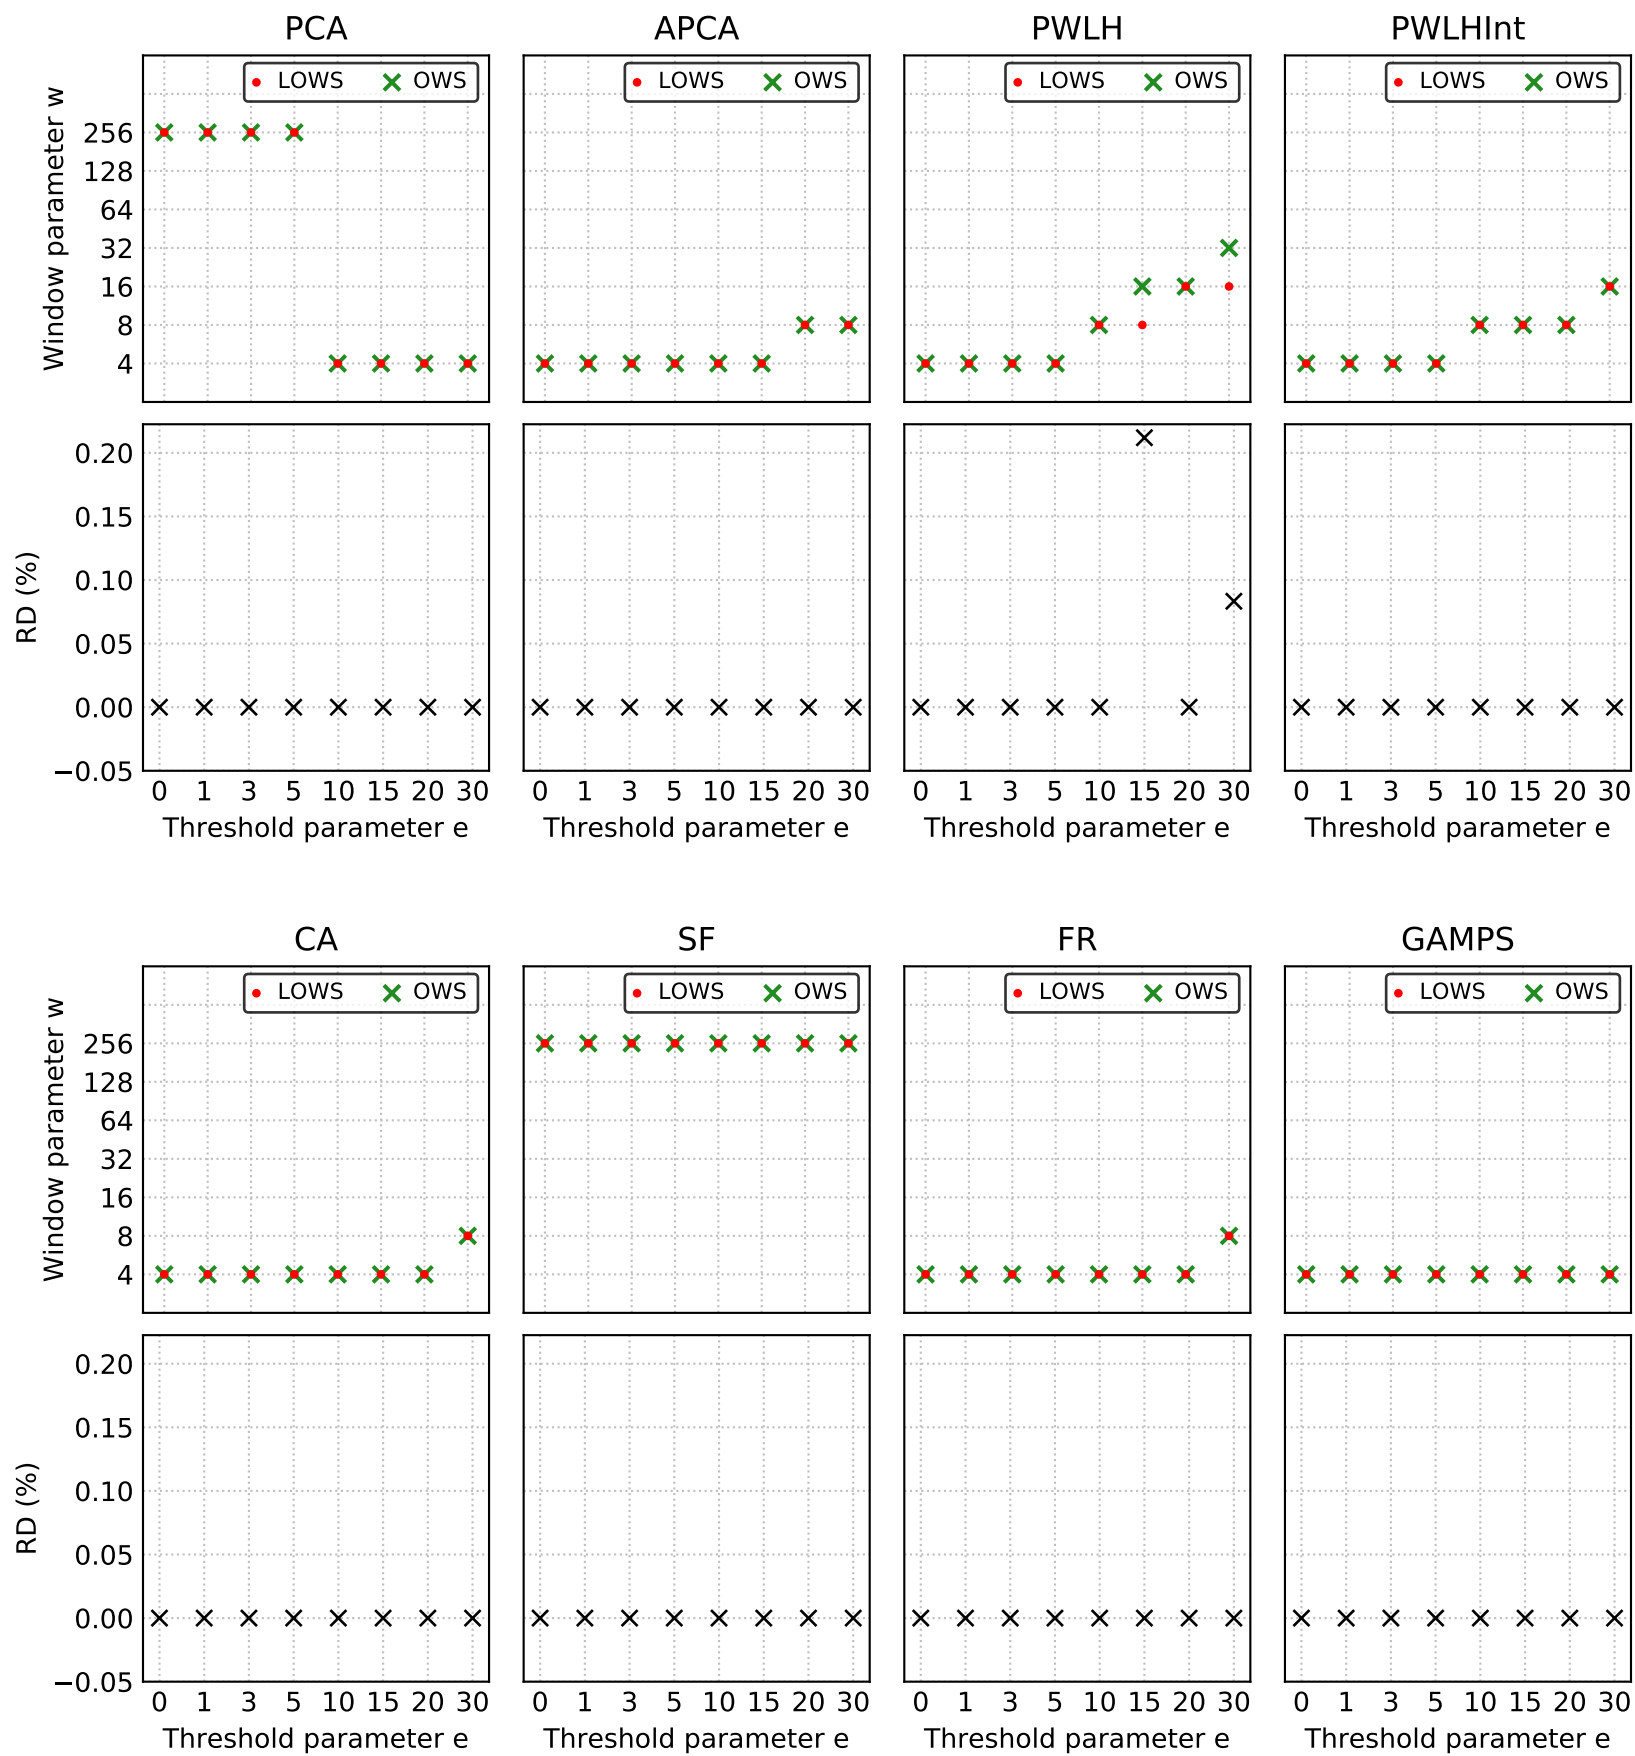 PCA APCA PWLH PWLHInt
LOWS OWS LOWS OWS LOWS OWS LOWS OWS
Window parameter w
256
128
64
32
16
8
4
RD (%)
0.20
0.15
0.10
0.05
0.00
−0.05
0 1 3 5 10 15 20 30 0 1 3 5 10 15 20 30 0 1 3 5 10 15 20 30 0 1 3 5 10 15 20 30
Threshold parameter e Threshold parameter e Threshold parameter e Threshold parameter e
CA SF FR GAMPS
LOWS OWS LOWS OWS LOWS OWS LOWS OWS
Window parameter w
256
128
64
32
16
8
4
RD (%)
0.20
0.15
0.10
0.05
0.00
−0.05
0 1 3 5 10 15 20 30 0 1 3 5 10 15 20 30 0 1 3 5 10 15 20 30 0 1 3 5 10 15 20 30
Threshold parameter e Threshold parameter e Threshold parameter e Threshold parameter e